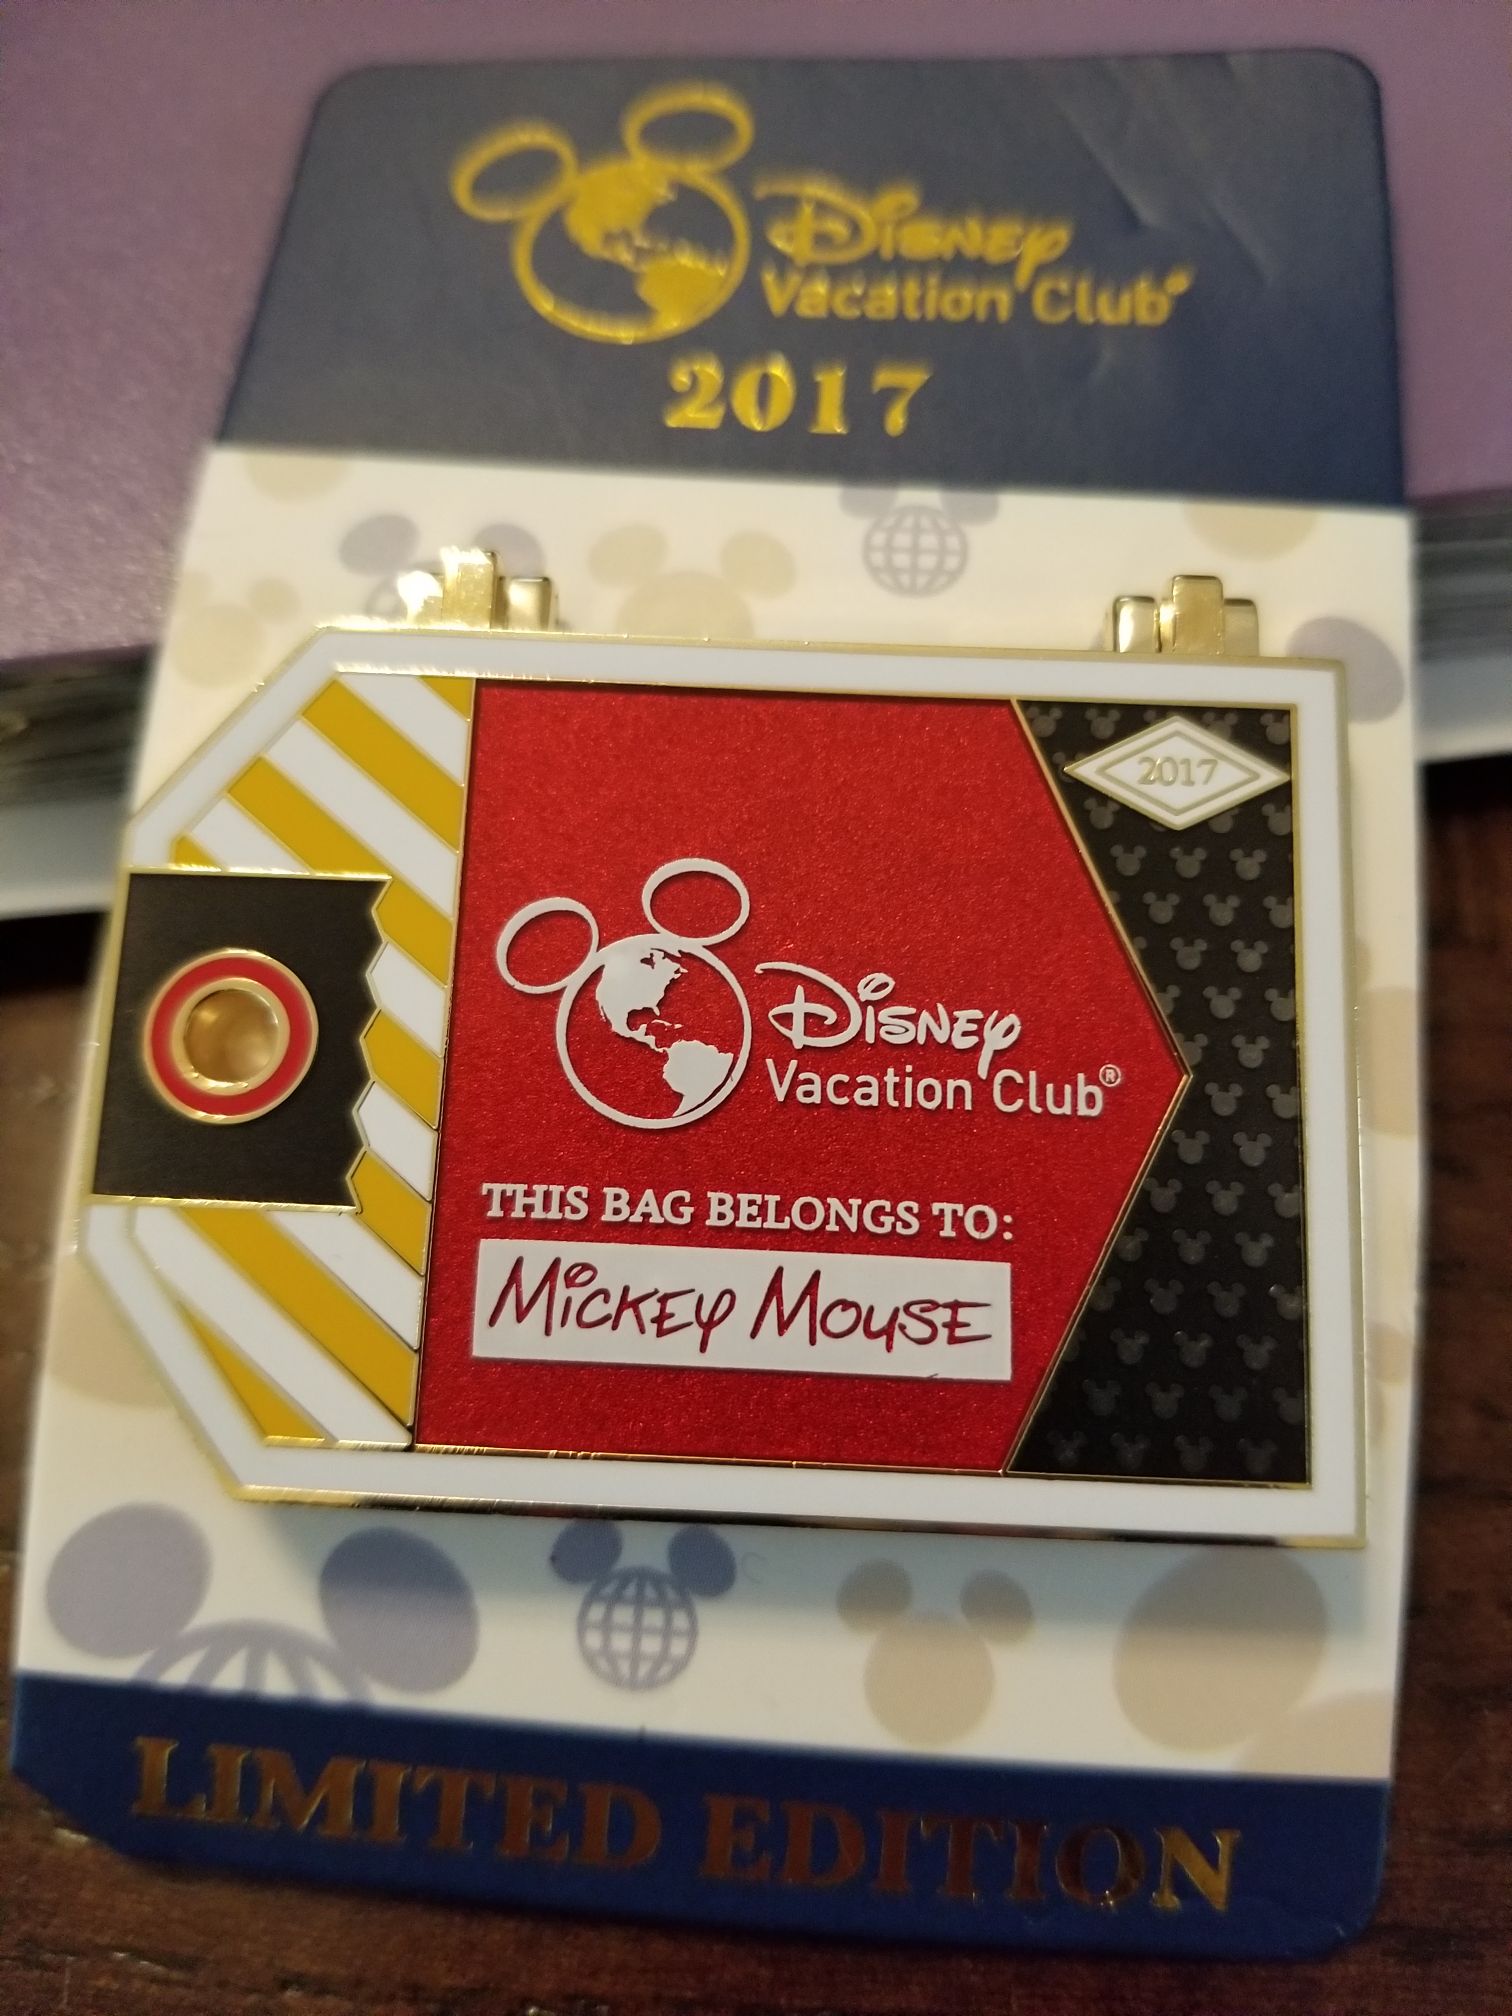 Disney
Vacation Club®
2017
2017
Disney
Vacation Club®
THIS BAG BELONGS TO:
Mickey Mouse
LIMITED EDITION